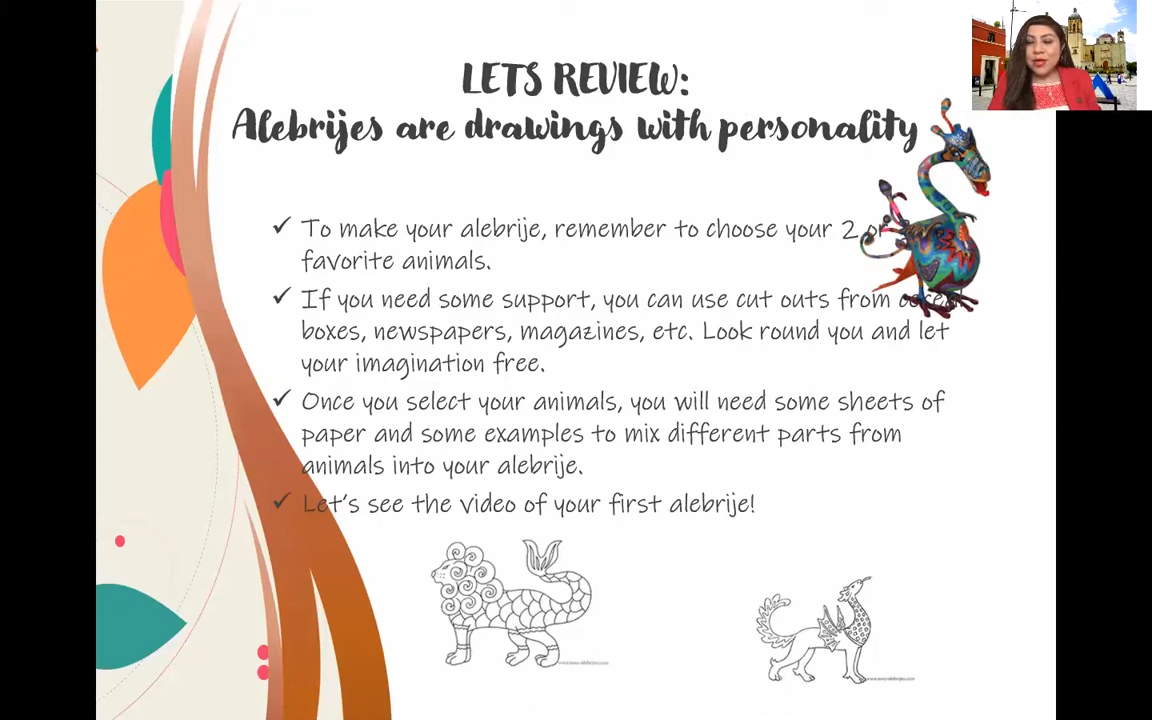 LETS REVIEW:
Alebrijes are drawings with personality
✓ To make your alebrije, remember to choose your 2 or
favorite animals.
✓ If you need some support, you can use cut outs from cereal
boxes, newspapers, magazines, etc. Look round you and let
your imagination free.
✓ Once you select your animals, you will need some sheets of
paper and some examples to mix different parts from
animals into your alebrije.
✓ Let's see the video of your first alebrije!